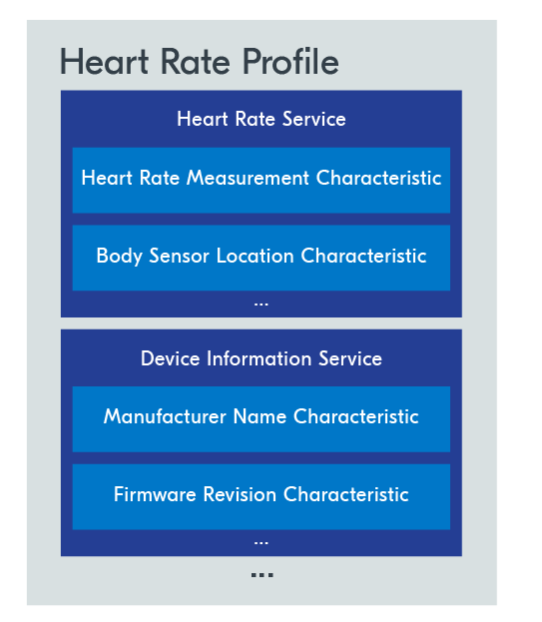 Heart Rate Profile
Heart Rate Service
Heart Rate Measurement Characteristic
Body Sensor Location Characteristic
...
Device Information Service
Manufacturer Name Characteristic
Firmware Revision Characteristic
...
...